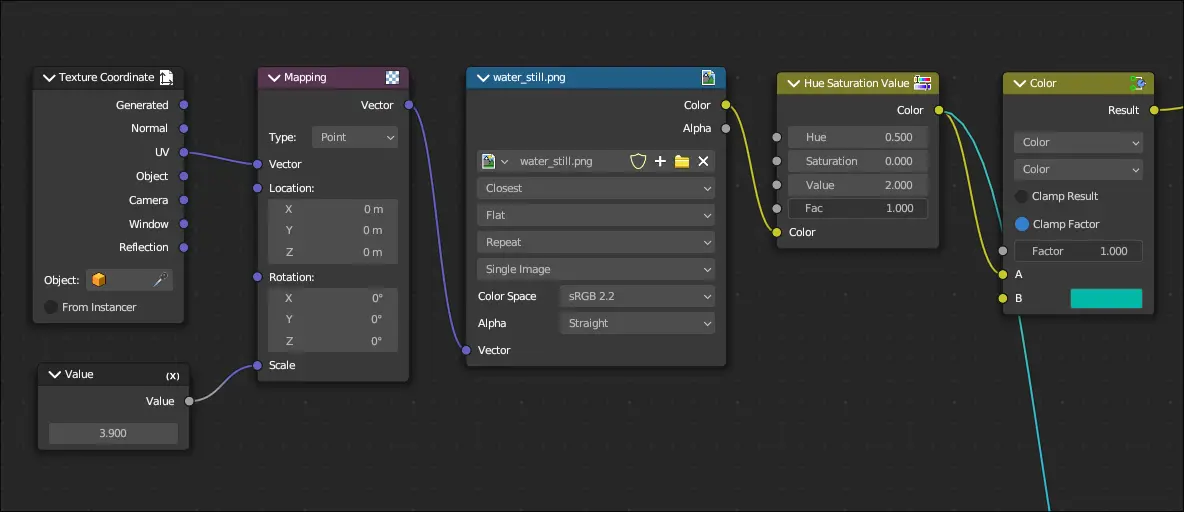 Texture Coordinate
Generated
Normal
UV
Object
Camera
Window
Reflection
Object:
From Instancer
Value (X)
Value
3.900
Mapping
Vector
Type: Point
Vector
Location:
X 0 m
Y 0 m
Z 0 m
Rotation:
X 0°
Y 0°
Z 0°
Scale
water_still.png
Color
Alpha
water_still.png
Closest
Flat
Repeat
Single Image
Color Space sRGB 2.2
Alpha Straight
Vector
Hue Saturation Value
Color
Hue 0.500
Saturation 0.000
Value 2.000
Fac 1.000
Color
Color
Result
Color
Color
Clamp Result
Clamp Factor
Factor 1.000
A
B